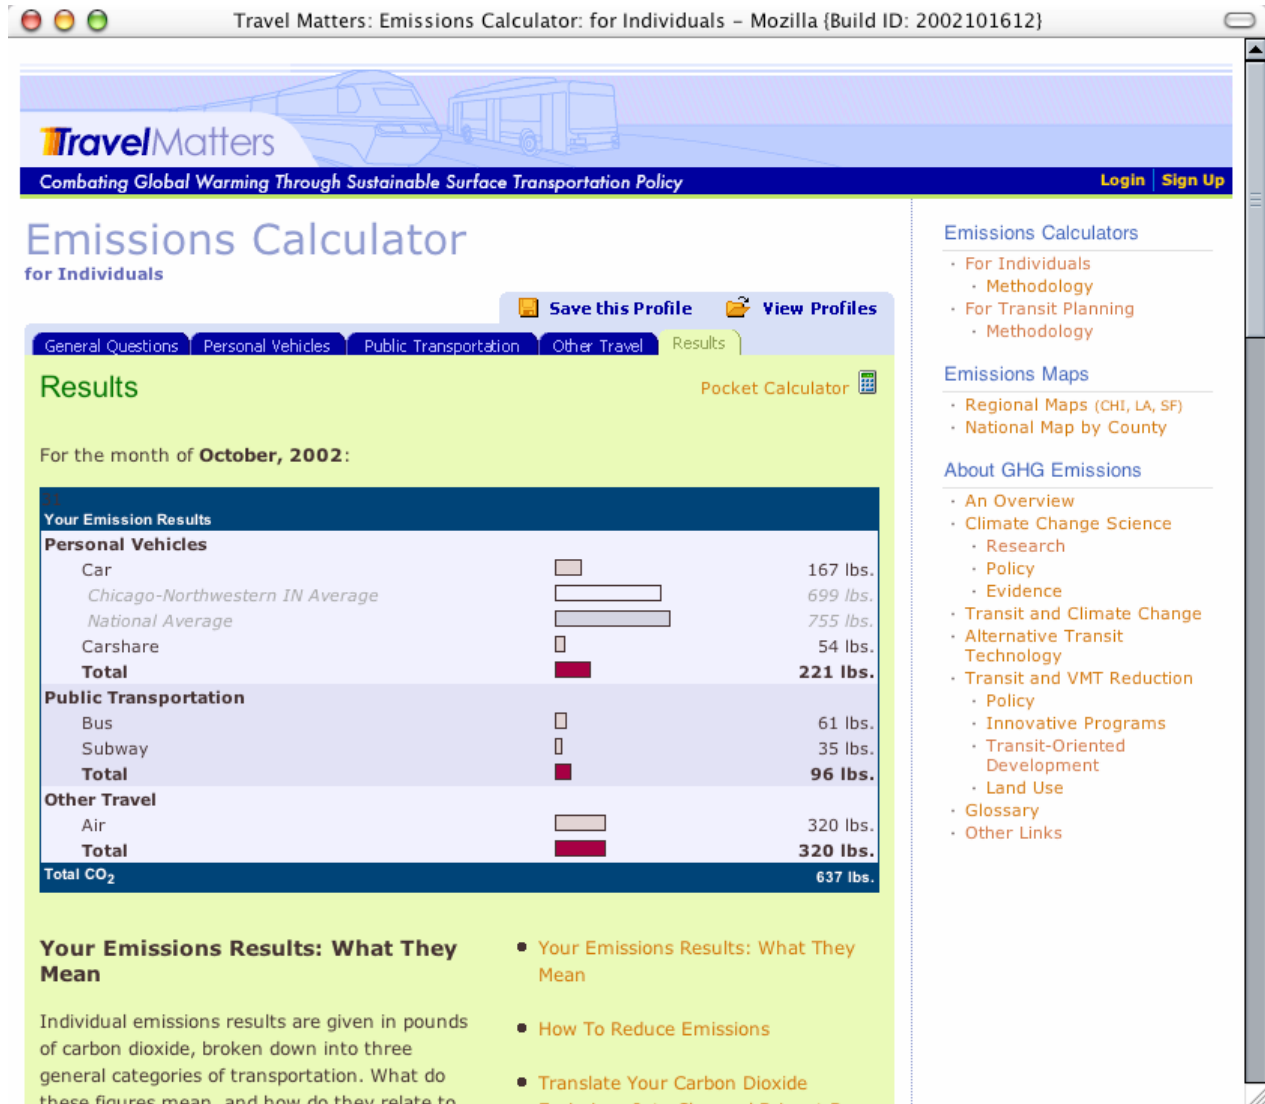 Travel Matters: Emissions Calculator: for Individuals – Mozilla {Build ID: 2002101612}
TravelMatters
Combating Global Warming Through Sustainable Surface Transportation Policy
Login | Sign Up
Emissions Calculator
for Individuals
Save this Profile View Profiles
General Questions Personal Vehicles Public Transportation Other Travel Results
Results
Pocket Calculator
For the month of October, 2002:
Your Emission Results
Personal Vehicles
Car 167 lbs.
Chicago-Northwestern IN Average 699 lbs.
National Average 755 lbs.
Carshare 54 lbs.
Total 221 lbs.
Public Transportation
Bus 61 lbs.
Subway 35 lbs.
Total 96 lbs.
Other Travel
Air 320 lbs.
Total 320 lbs.
Total CO2 637 lbs.
Your Emissions Results: What They
Mean
Individual emissions results are given in pounds
of carbon dioxide, broken down into three
general categories of transportation. What do
these figures mean, and how do they relate to
• Your Emissions Results: What They
Mean
• How To Reduce Emissions
• Translate Your Carbon Dioxide
Emissions Calculators
· For Individuals
· Methodology
· For Transit Planning
· Methodology
Emissions Maps
· Regional Maps (CHI, LA, SF)
· National Map by County
About GHG Emissions
· An Overview
· Climate Change Science
· Research
· Policy
· Evidence
· Transit and Climate Change
· Alternative Transit
Technology
· Transit and VMT Reduction
· Policy
· Innovative Programs
· Transit-Oriented
Development
· Land Use
· Glossary
· Other Links